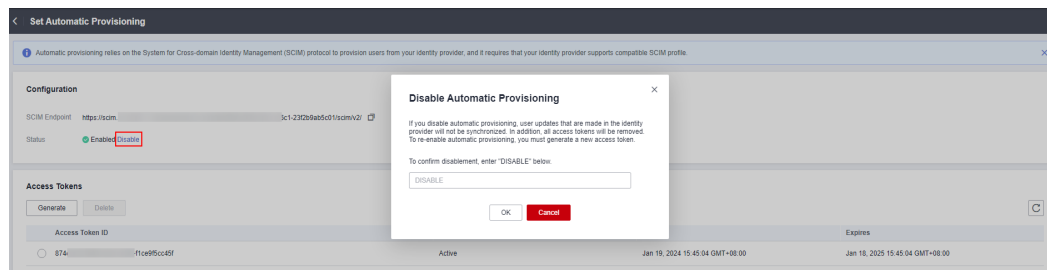 Set Automatic Provisioning
Automatic provisioning relies on the System for Cross-domain Identity Management (SCIM) protocol to provision users from your identity provider, and it requires that your identity provider supports compatible SCIM profile.
Configuration
SCIM Endpoint https://scim. 3c1-23f2b9ab5c01/scim/v2/
Status Enabled Disable
Disable Automatic Provisioning
If you disable automatic provisioning, user updates that are made in the identity
provider will not be synchronized. In addition, all access tokens will be removed.
To re-enable automatic provisioning, you must generate a new access token.
To confirm disablement, enter "DISABLE" below.
DISABLE
OK Cancel
Access Tokens
Generate Delete
Access Token ID Expires
874 f1ce9f5cc45f Active Jan 19, 2024 15:45:04 GMT+08:00 Jan 18, 2025 15:45:04 GMT+08:00